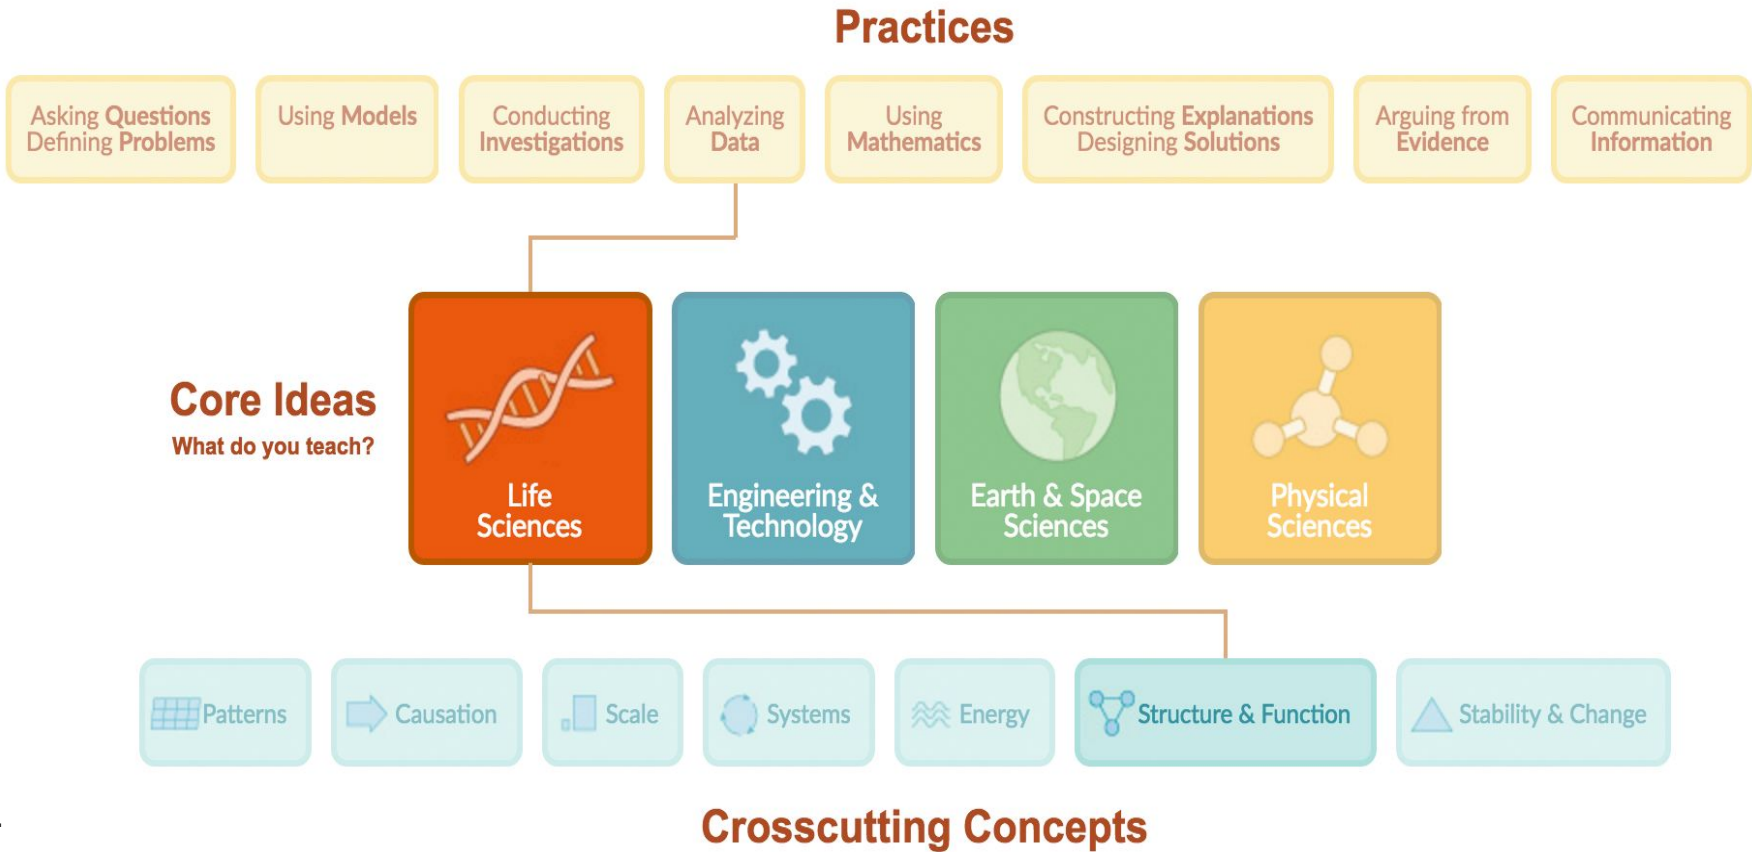 Practices
Asking Questions
Defining Problems
Using Models
Conducting
Investigations
Analyzing
Data
Using
Mathematics
Constructing Explanations
Designing Solutions
Arguing from
Evidence
Communicating
Information
Core Ideas
What do you teach?
Life
Sciences
Engineering &
Technology
Earth & Space
Sciences
Physical
Sciences
Patterns
Causation
Scale
Systems
Energy
Structure & Function
Stability & Change
Crosscutting Concepts